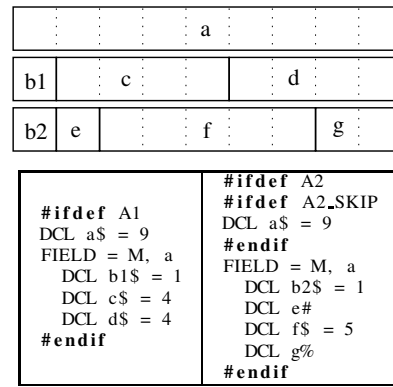 a
b1 c d
b2 e f g
#ifdef A1
DCL a$ = 9
FIELD = M, a
DCL b1$ = 1
DCL c$ = 4
DCL d$ = 4
#endif
#ifdef A2
#ifdef A2_SKIP
DCL a$ = 9
#endif
FIELD = M, a
DCL b2$ = 1
DCL e#
DCL f$ = 5
DCL g%
#endif